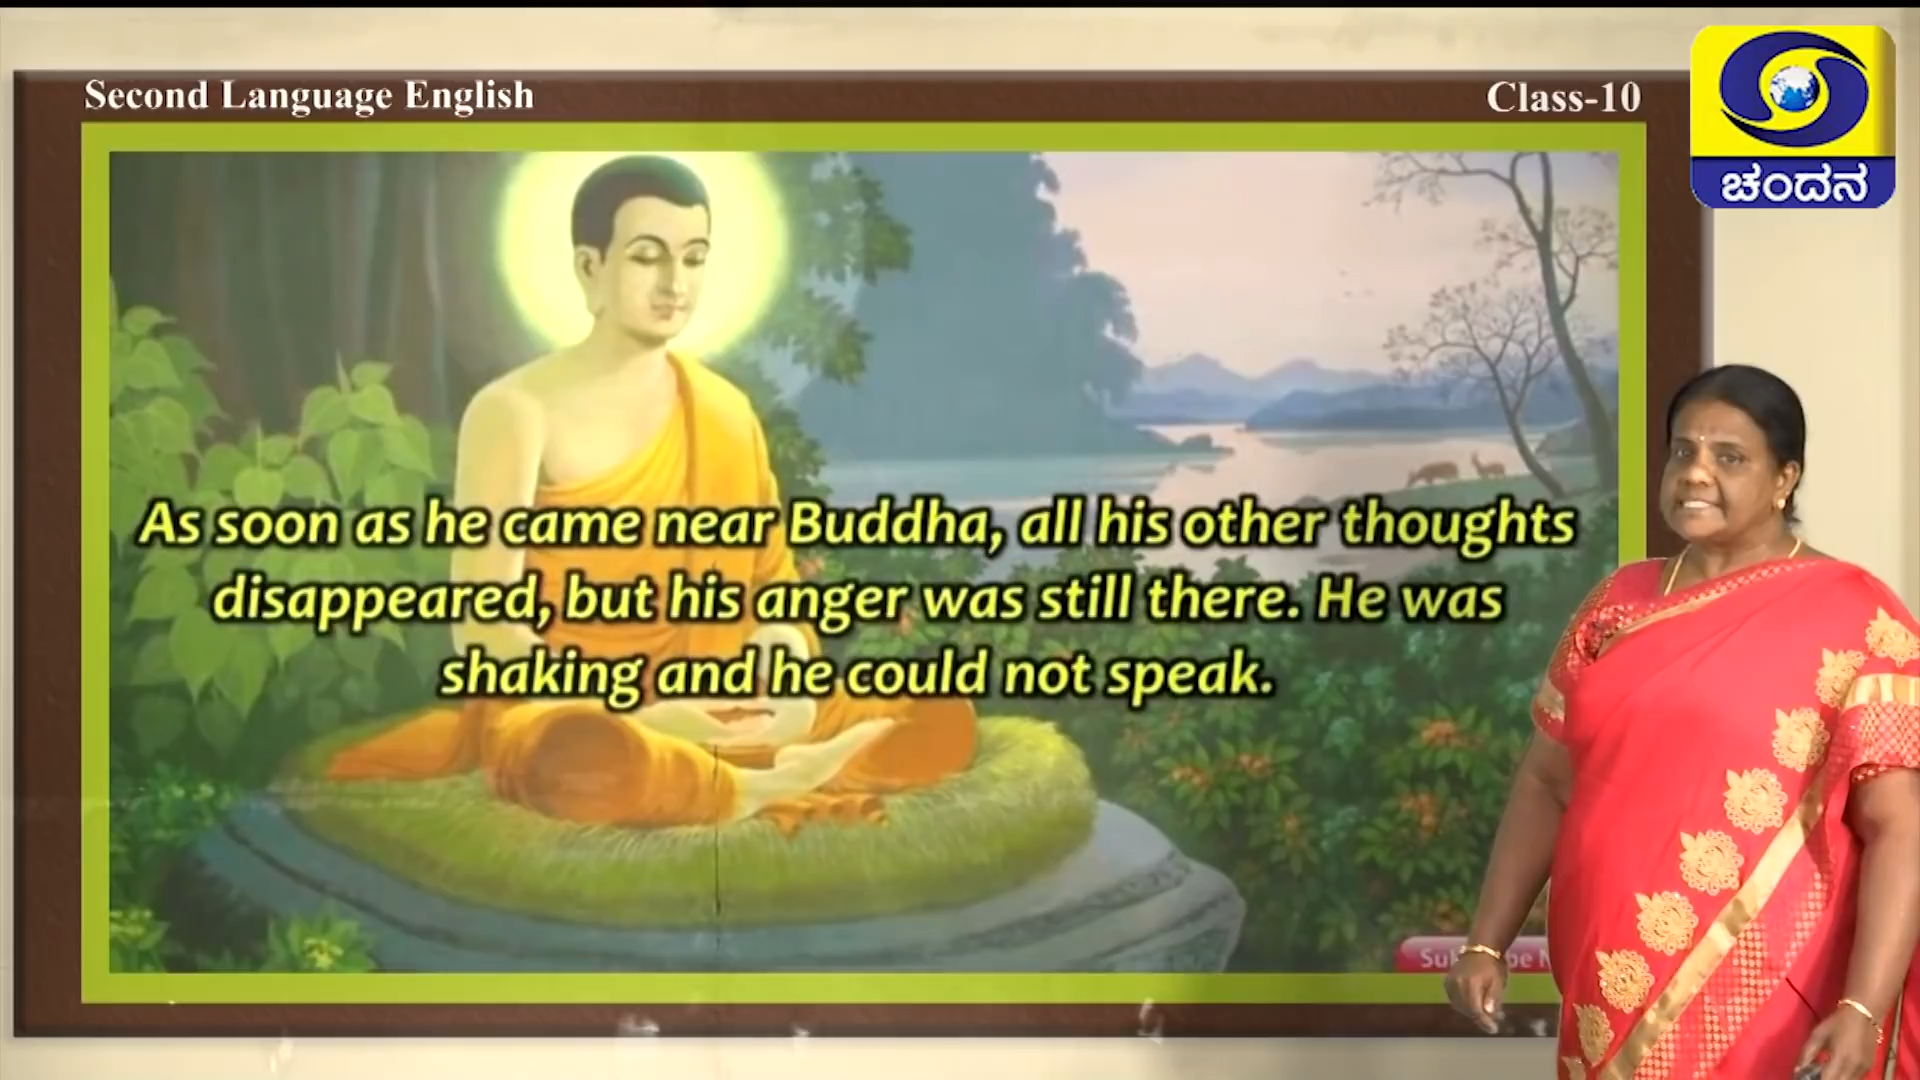 Second Language English
Class-10
ಚಂದನ
As soon as he came near Buddha, all his other thoughts
disappeared, but his anger was still there. He was
shaking and he could not speak.